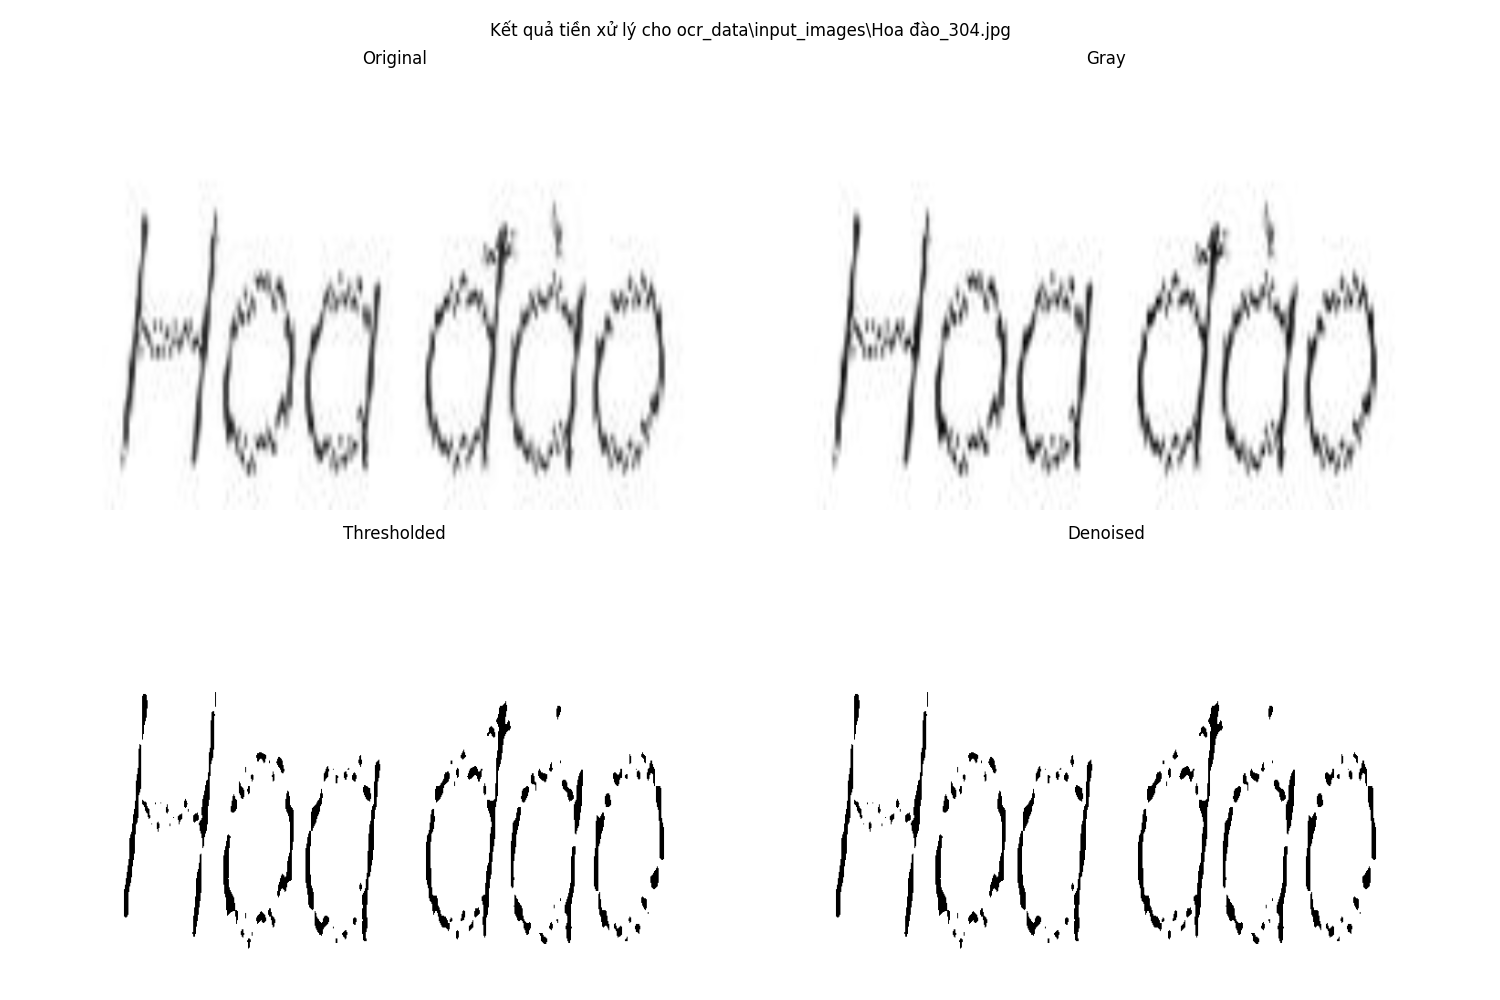 Kết quả tiền xử lý cho ocr_data\input_images\Hoa đào_304.jpg
Original
Gray
Hoa đào
Hoa đào
Thresholded
Denoised
Hoa đào
Hoa đào